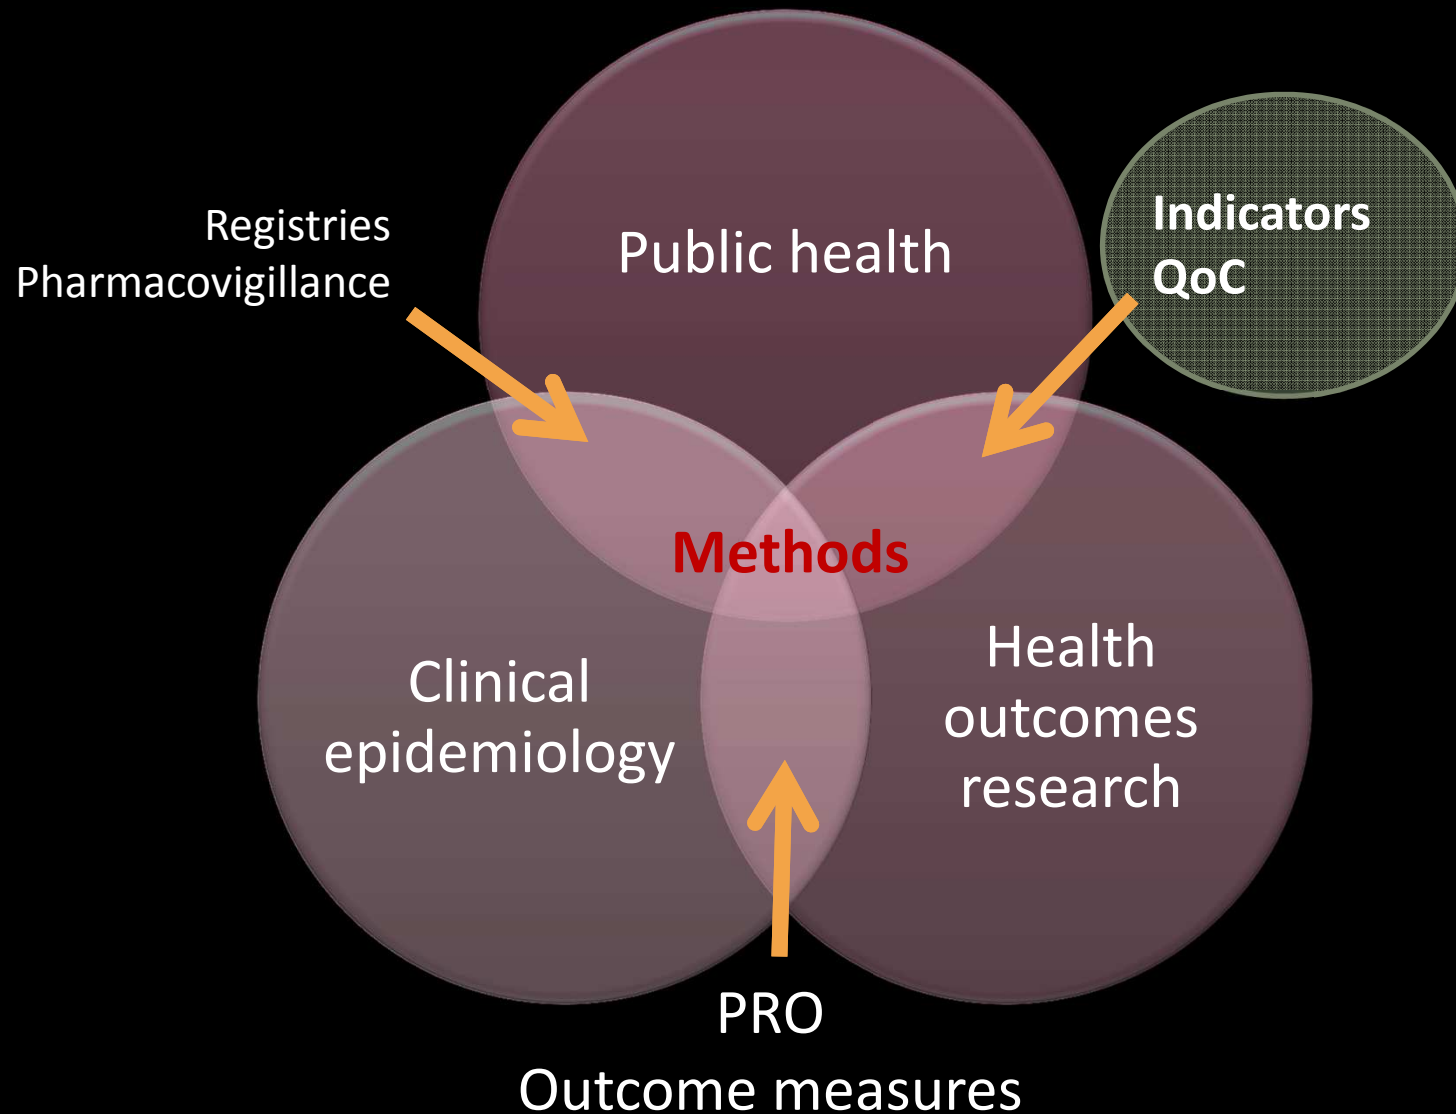 Registries
Pharmacovigillance
Public health
Indicators
QoC
Methods
Clinical
epidemiology
Health
outcomes
research
PRO
Outcome measures